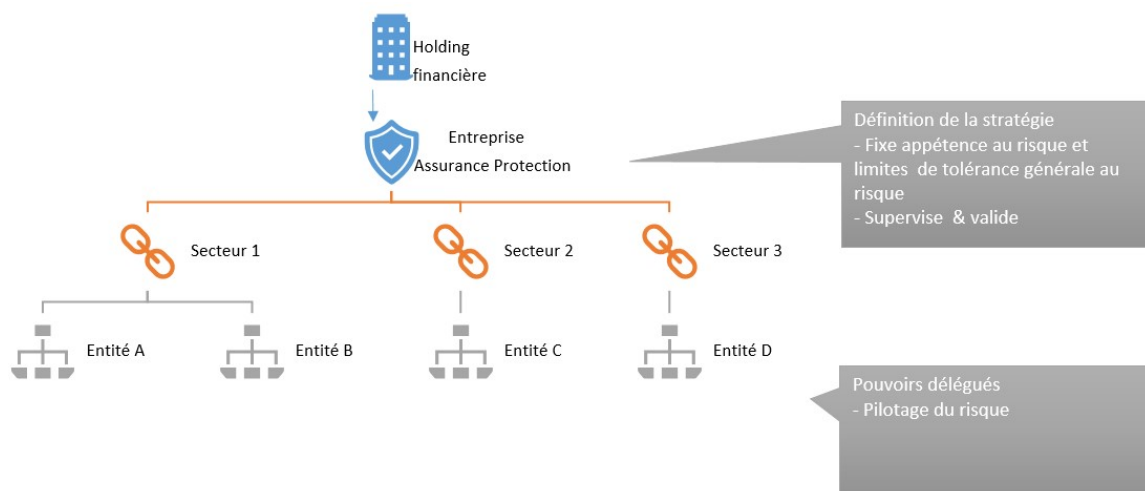 Holding
financière
Entreprise
Assurance Protection
Définition de la stratégie
- Fixe appétence au risque et
limites  de tolérance générale au
risque
- Supervise  & valide
Secteur 1
Secteur 2
Secteur 3
Entité A
Entité B
Entité C
Entité D
Pouvoirs délégués
- Pilotage du risque